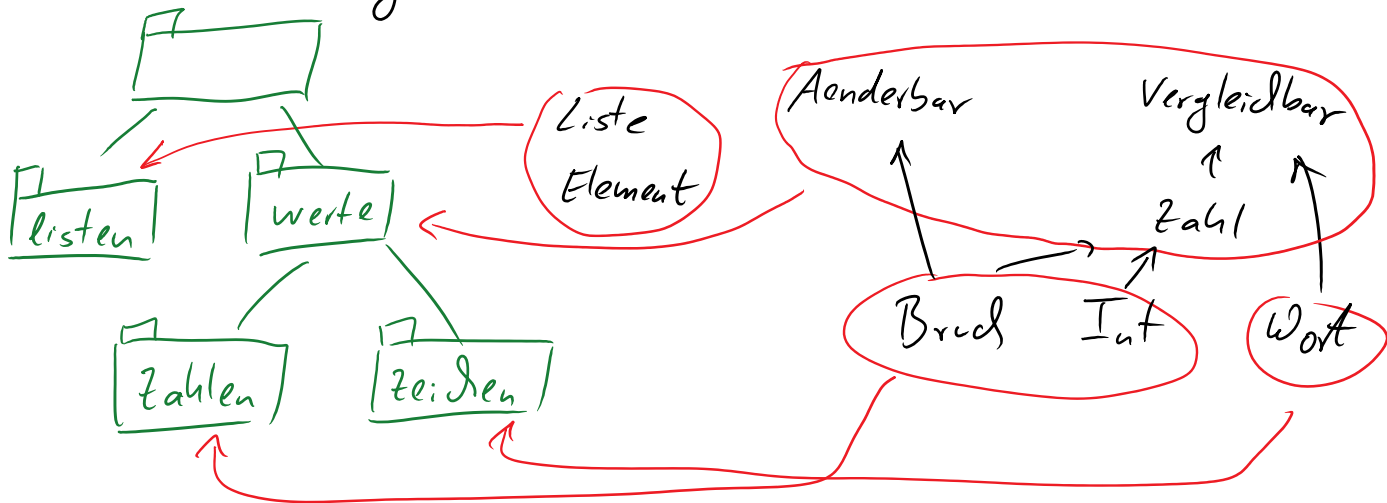 Aenderbar Vergleichbar
Liste
Element
listen werte Zahl
Bruch Int Wort
Zahlen Zeichen